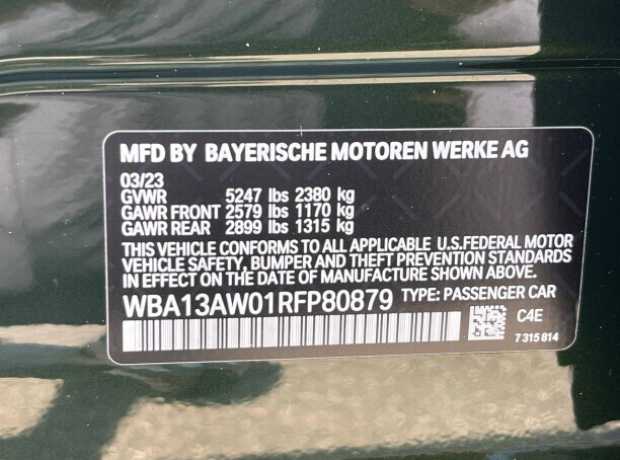 MFD BY BAYERISCHE MOTOREN WERKE AG
03/23
GVWR 5247 lbs 2380 kg
GAWR FRONT 2579 lbs 1170 kg
GAWR REAR 2899 lbs 1315 kg
THIS VEHICLE CONFORMS TO ALL APPLICABLE U.S.FEDERAL MOTOR
VEHICLE SAFETY, BUMPER AND THEFT PREVENTION STANDARDS
IN EFFECT ON THE DATE OF MANUFACTURE SHOWN ABOVE.
WBA13AW01RFP80879 TYPE: PASSENGER CAR
C4E
7 315 814